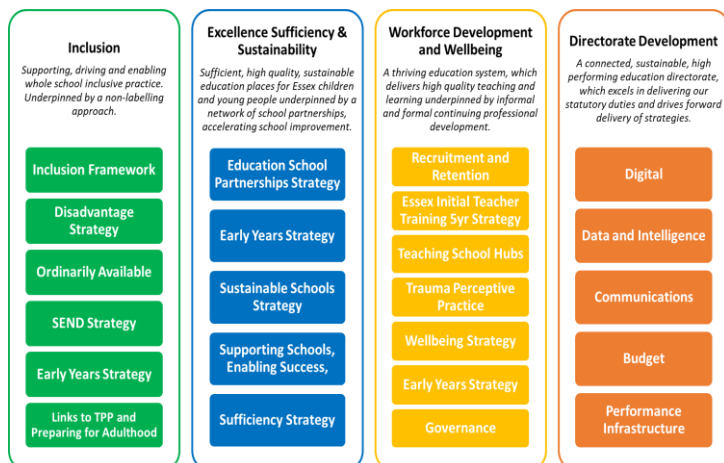 Inclusion
Supporting, driving and enabling
whole school inclusive practice.
Underpinned by a non-labelling
approach.
Inclusion Framework
Disadvantage
Strategy
Ordinarily Available
SEND Strategy
Early Years Strategy
Links to TPP and
Preparing for Adulthood
Excellence Sufficiency &
Sustainability
Sufficient, high quality, sustainable
education places for Essex children
and young people underpinned by a
network of school partnerships,
accelerating school improvement.
Education School
Partnerships Strategy
Early Years Strategy
Sustainable Schools
Strategy
Supporting Schools,
Enabling Success,
Sufficiency Strategy
Workforce Development
and Wellbeing
A thriving education system, which
delivers high quality teaching and
learning underpinned by informal
and formal continuing professional
development.
Recruitment and
Retention
Essex Initial Teacher
Training 5yr Strategy
Teaching School Hubs
Trauma Perceptive
Practice
Wellbeing Strategy
Early Years Strategy
Governance
Directorate Development
A connected, sustainable, high
performing education directorate,
which excels in delivering our
statutory duties and drives forward
delivery of strategies.
Digital
Data and Intelligence
Communications
Budget
Performance
Infrastructure